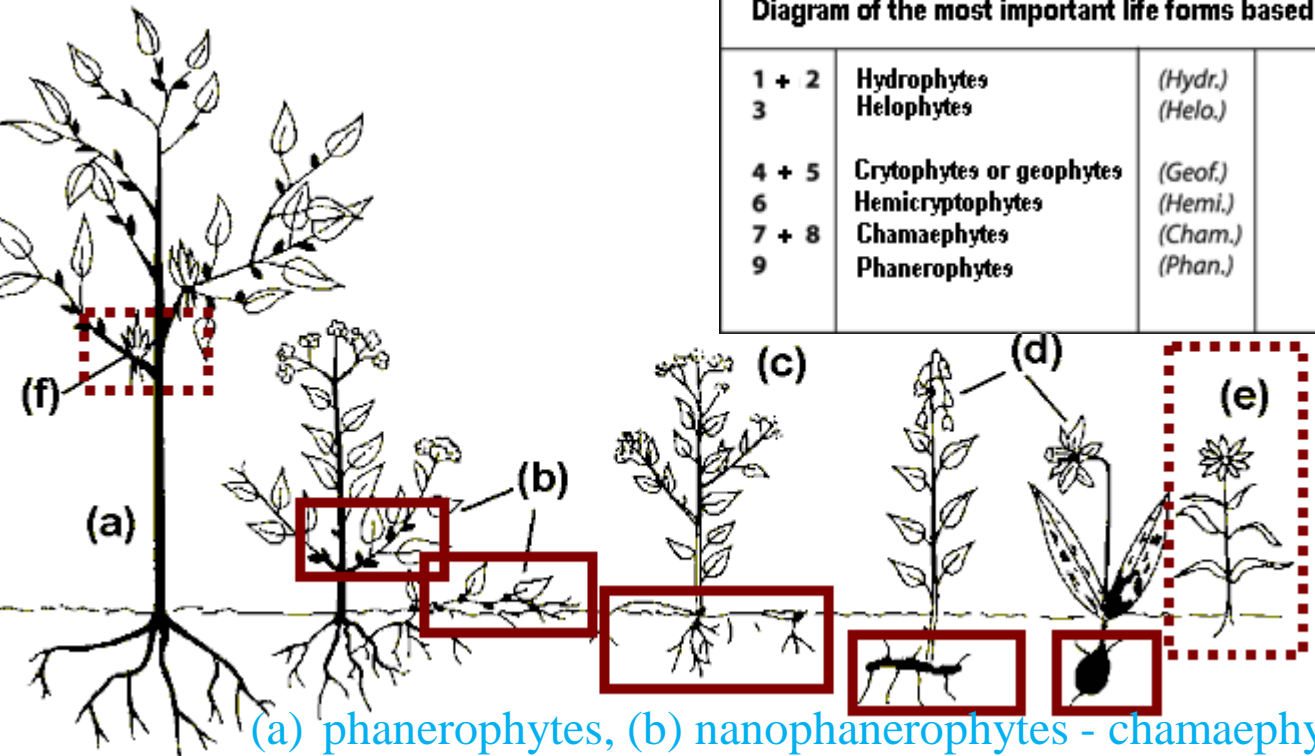 Diagram of the most important life forms based
1 + 2 Hydrophytes (Hydr.)
3 Helophytes (Helo.)
4 + 5 Crytophytes or geophytes (Geof.)
6 Hemicryptophytes (Hemi.)
7 + 8 Chamaephytes (Cham.)
9 Phanerophytes (Phan.)
(c)
(d)
(e)
(f)
(b)
(a)
(a) phanerophytes, (b) nanophanerophytes - chamaephy